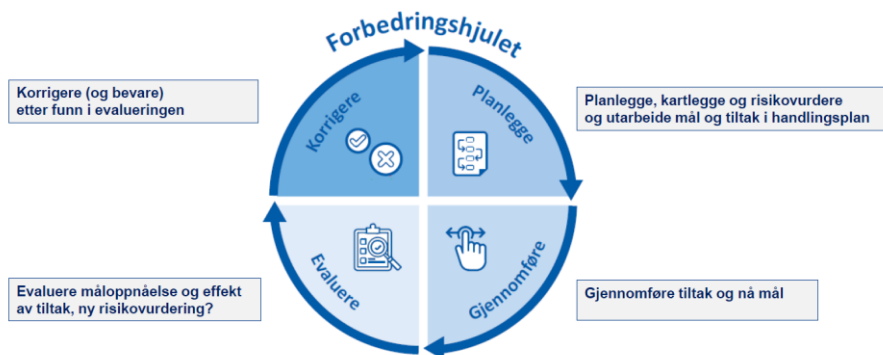 Forbedringshjulet
Korrigere (og bevare)
etter funn i evalueringen
Korrigere
Planlegge
Planlegge, kartlegge og risikovurdere
og utarbeide mål og tiltak i handlingsplan
Evaluere måloppnåelse og effekt
av tiltak, ny risikovurdering?
Evaluere
Gjennomføre
Gjennomføre tiltak og nå mål